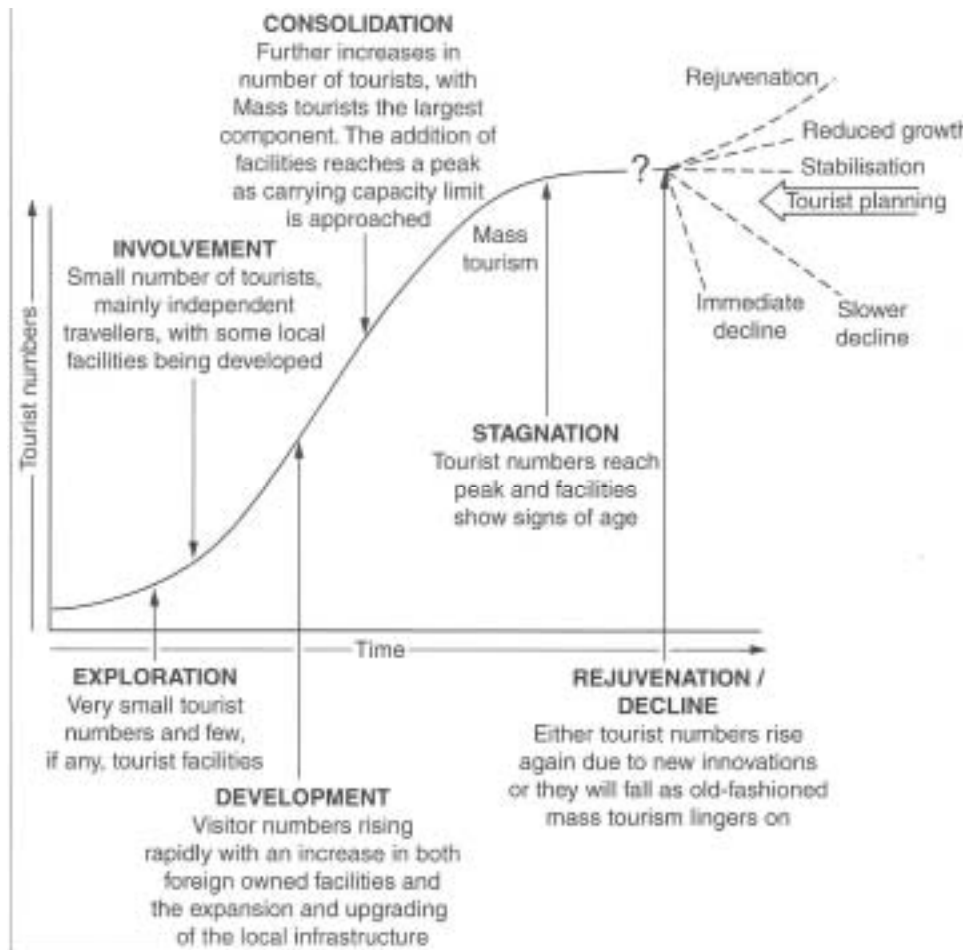 CONSOLIDATION
Further increases in
number of tourists, with
Mass tourists the largest
component. The addition of
facilities reaches a peak
as carrying capacity limit
is approached
INVOLVEMENT
Small number of tourists,
mainly independent
travellers, with some local
facilities being developed
Rejuvenation
Reduced growth
Stabilisation
Tourist planning
?
Mass
tourism
Immediate
decline
Slower
decline
Tourist numbers
STAGNATION
Tourist numbers reach
peak and facilities
show signs of age
Time
EXPLORATION
Very small tourist
numbers and few,
if any, tourist facilities
DEVELOPMENT
Visitor numbers rising
rapidly with an increase in both
foreign owned facilities and
the expansion and upgrading
of the local infrastructure
REJUVENATION /
DECLINE
Either tourist numbers rise
again due to new innovations
or they will fall as old-fashioned
mass tourism lingers on